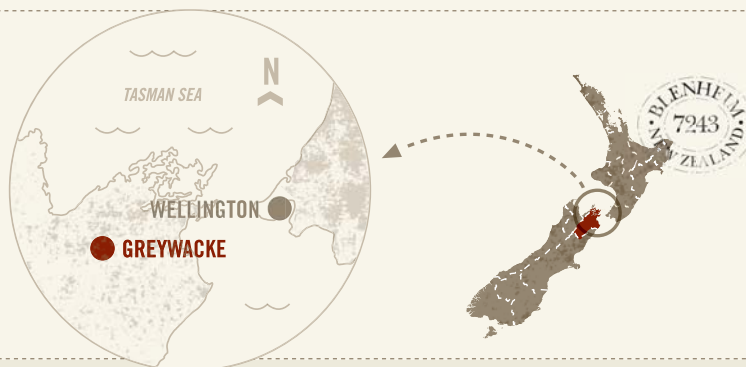 N
TASMAN SEA
WELLINGTON
GREYWACKE
BLENHEIM
7243
NEW ZEALAND